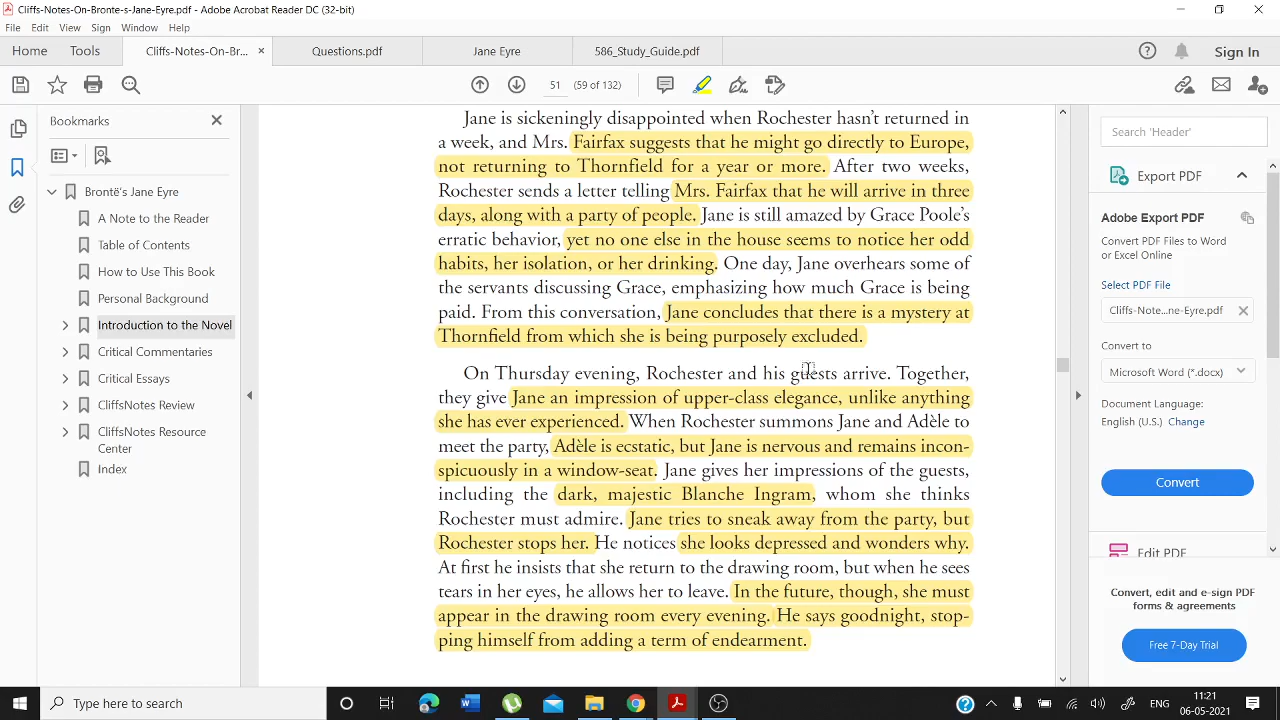 Cliffs-Notes-On-Bronte-s-Jane-Eyre.pdf - Adobe Acrobat Reader DC (32-bit)
File Edit View Sign Window Help
Home Tools Cliffs-Notes-On-Br... × Questions.pdf Jane Eyre 586_Study_Guide.pdf Sign In
51 (59 of 132)
Bookmarks
Brontë's Jane Eyre
A Note to the Reader
Table of Contents
How to Use This Book
Personal Background
Introduction to the Novel
Critical Commentaries
Critical Essays
CliffsNotes Review
CliffsNotes Resource
Center
Index
Jane is sickeningly disappointed when Rochester hasn't returned in
a week, and Mrs. Fairfax suggests that he might go directly to Europe,
not returning to Thornfield for a year or more. After two weeks,
Rochester sends a letter telling Mrs. Fairfax that he will arrive in three
days, along with a party of people. Jane is still amazed by Grace Poole's
erratic behavior, yet no one else in the house seems to notice her odd
habits, her isolation, or her drinking. One day, Jane overhears some of
the servants discussing Grace, emphasizing how much Grace is being
paid. From this conversation, Jane concludes that there is a mystery at
Thornfield from which she is being purposely excluded.
On Thursday evening, Rochester and his guests arrive. Together,
they give Jane an impression of upper-class elegance, unlike anything
she has ever experienced. When Rochester summons Jane and Adèle to
meet the party, Adèle is ecstatic, but Jane is nervous and remains incon-
spicuously in a window-seat. Jane gives her impressions of the guests,
including the dark, majestic Blanche Ingram, whom she thinks
Rochester must admire. Jane tries to sneak away from the party, but
Rochester stops her. He notices she looks depressed and wonders why.
At first he insists that she return to the drawing room, but when he sees
tears in her eyes, he allows her to leave. In the future, though, she must
appear in the drawing room every evening. He says goodnight, stop-
ping himself from adding a term of endearment.
Search 'Header'
Export PDF
Adobe Export PDF
Convert PDF Files to Word
or Excel Online
Select PDF File
Cliffs-Note...ne-Eyre.pdf
Convert to
Microsoft Word (*.docx)
Document Language:
English (U.S.) Change
Convert
Edit PDF
Convert, edit and e-sign PDF
forms & agreements
Free 7-Day Trial
Type here to search
ENG
11:21
06-05-2021